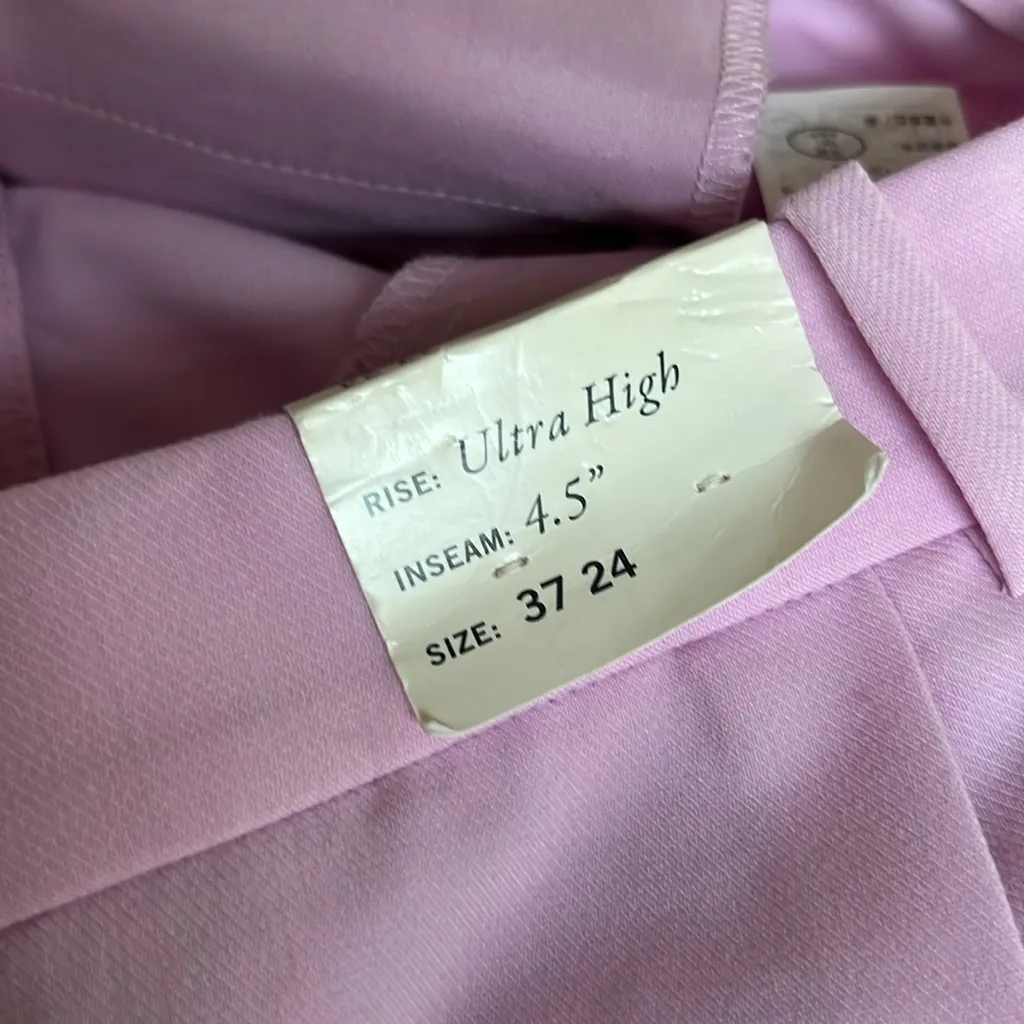 RISE: Ultra High
INSEAM: 4.5”
SIZE: 37 24